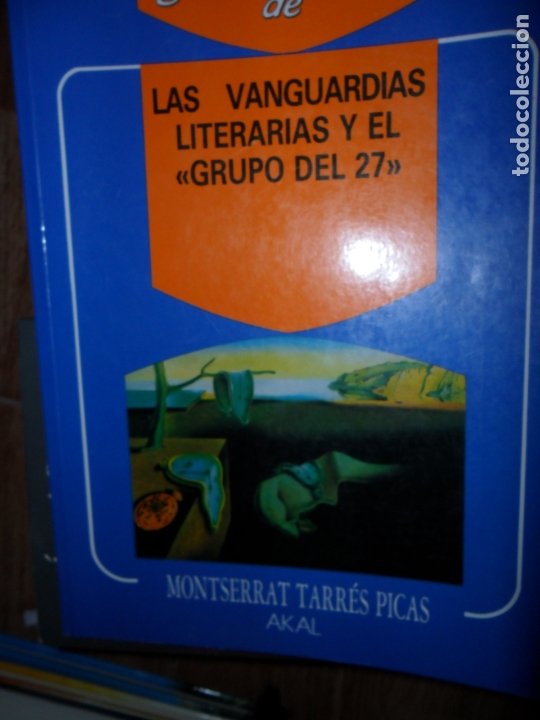 de
LAS VANGUARDIAS
LITERARIAS Y EL
«GRUPO DEL 27»
MONTSERRAT TARRÉS PICAS
AKAL
todocoleccion